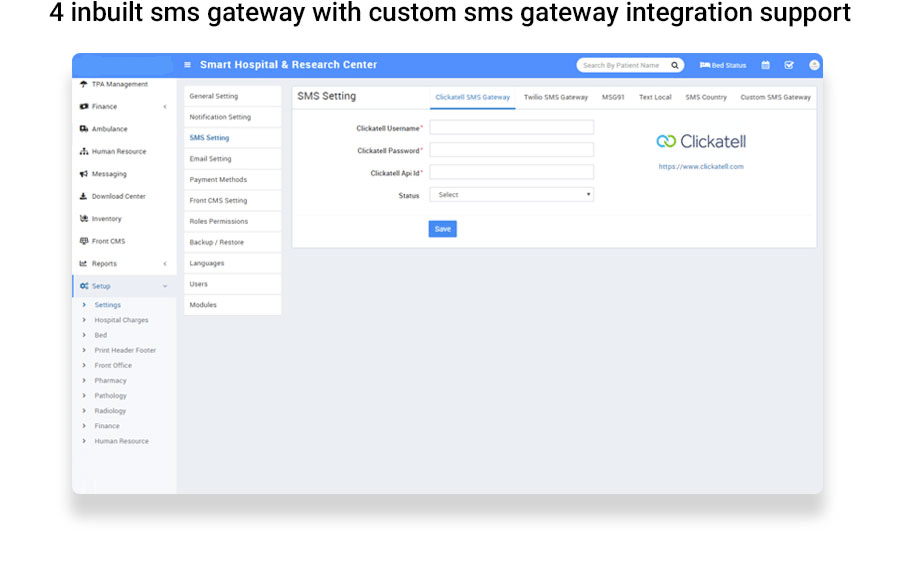 4 inbuilt sms gateway with custom sms gateway integration support
Smart Hospital & Research Center
Search By Patient Name
Bed Status
TPA Management
Finance
Ambulance
Human Resource
Messaging
Download Center
Inventory
Front CMS
Reports
Setup
Settings
Hospital Charges
Bed
Print Header Footer
Front Office
Pharmacy
Pathology
Radiology
Finance
Human Resource
General Setting
Notification Setting
SMS Setting
Email Setting
Payment Methods
Front CMS Setting
Roles Permissions
Backup / Restore
Languages
Users
Modules
SMS Setting
Clickatell SMS Gateway
Twilio SMS Gateway
MSG91
Text Local
SMS Country
Custom SMS Gateway
Clickatell Username*
Clickatell Password*
Clickatell Api Id*
Status
Select
Save
Clickatell
https://www.clickatell.com